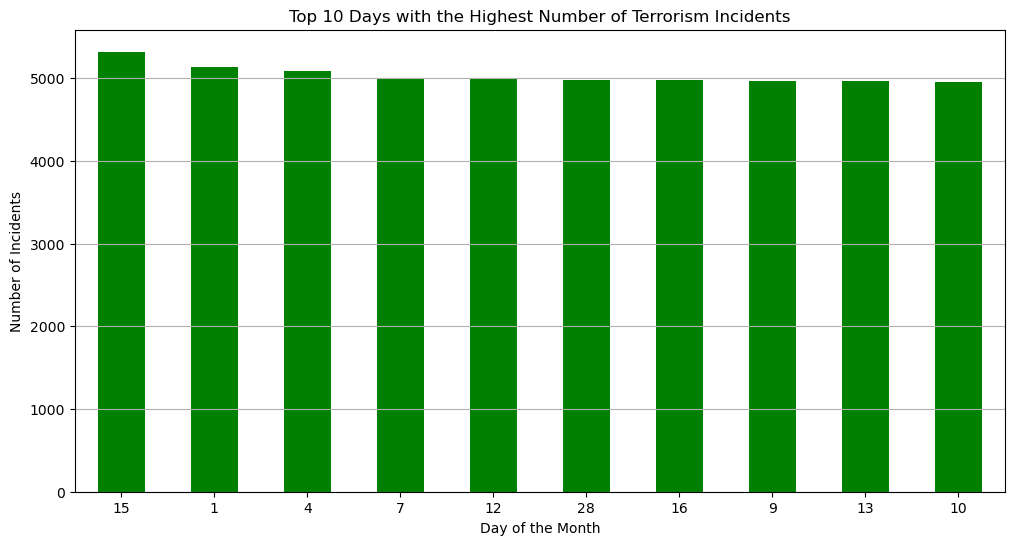 Top 10 Days with the Highest Number of Terrorism Incidents
Number of Incidents
5000
4000
3000
2000
1000
0
15 1 4 7 12 28 16 9 13 10
Day of the Month